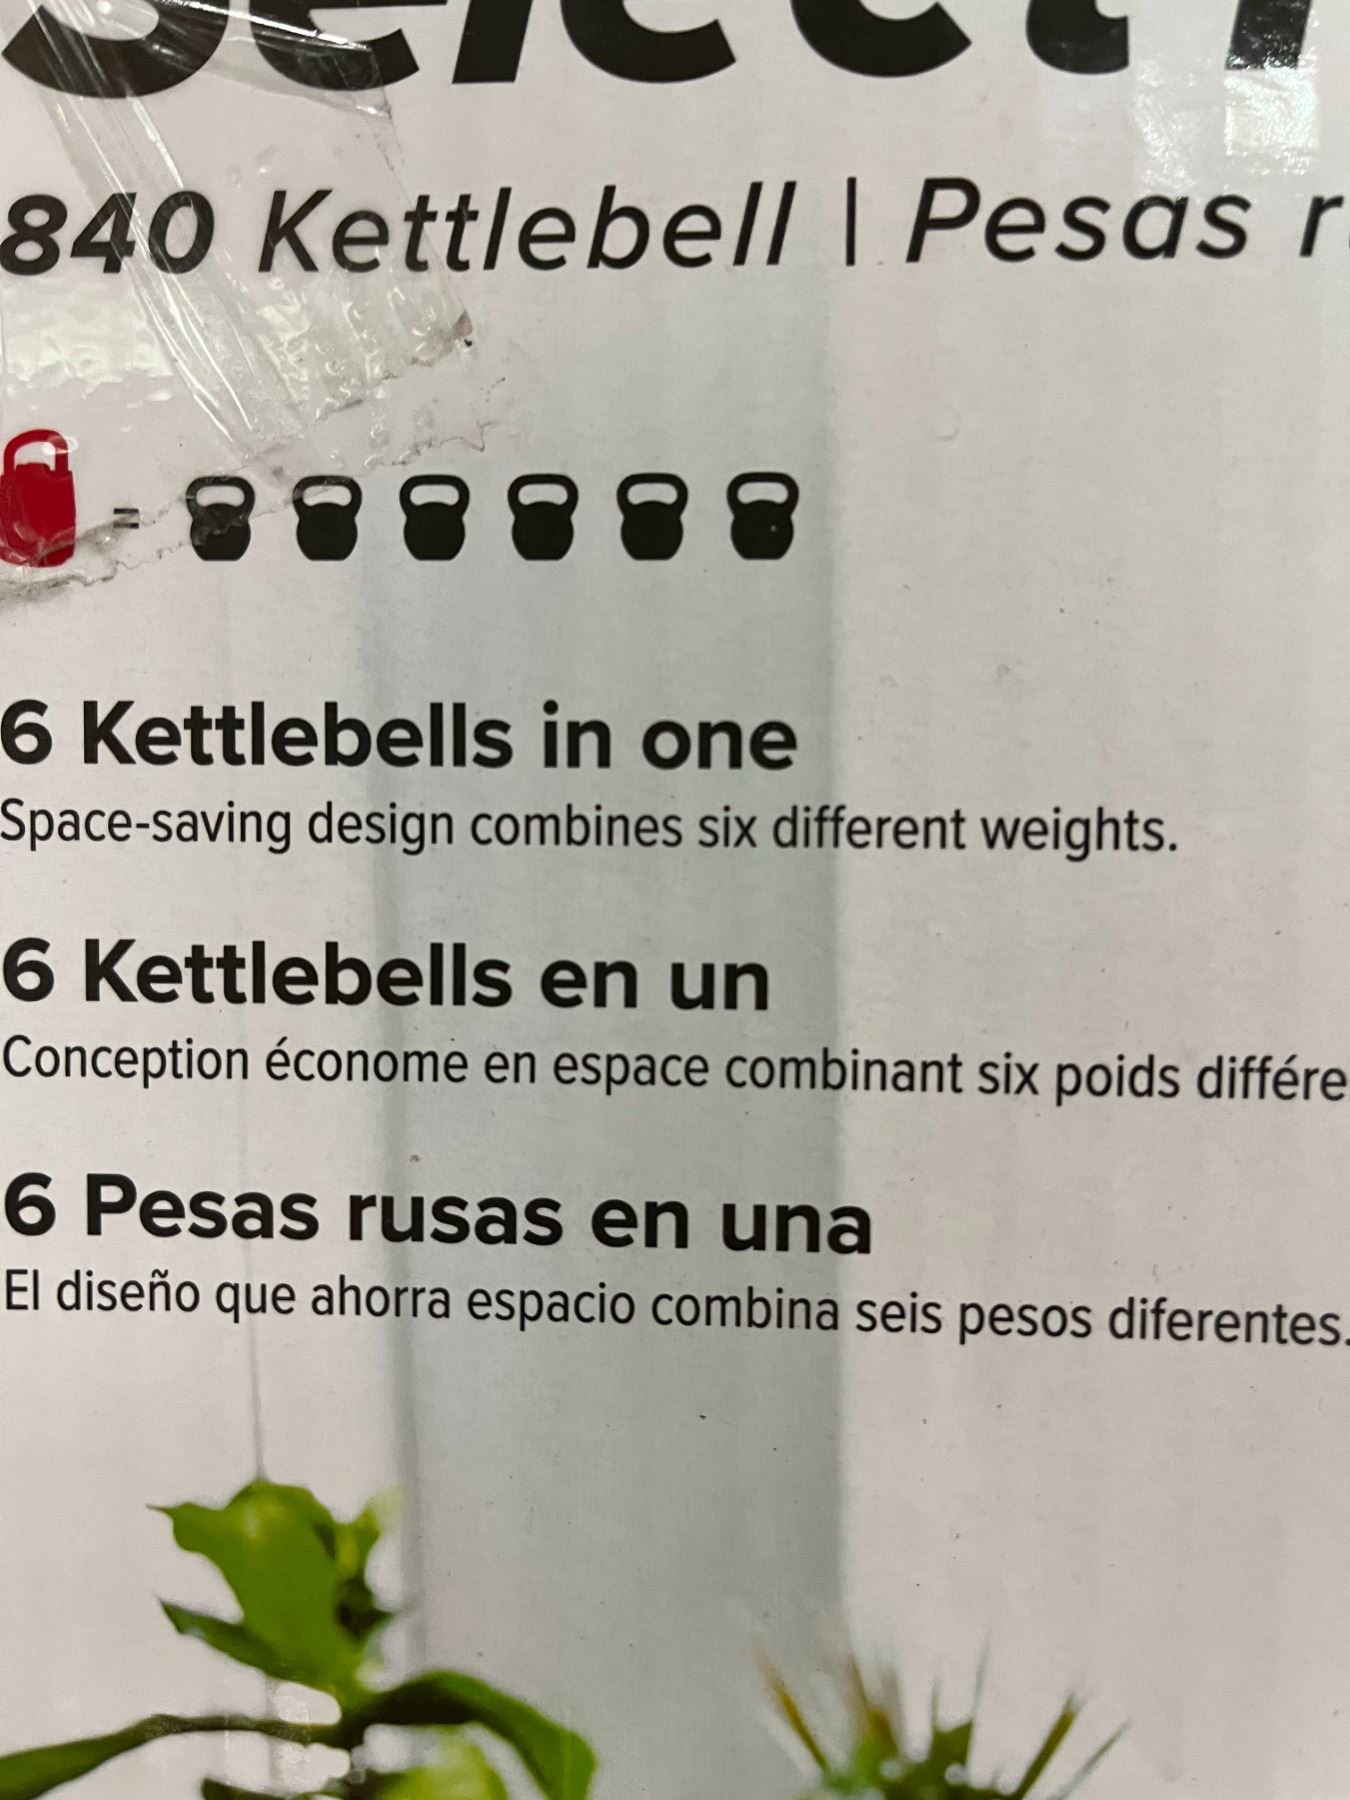 Select
840 Kettlebell | Pesas
=
6 Kettlebells in one
Space-saving design combines six different weights.
6 Kettlebells en un
Conception économe en espace combinant six poids différe
6 Pesas rusas en una
El diseño que ahorra espacio combina seis pesos diferentes.